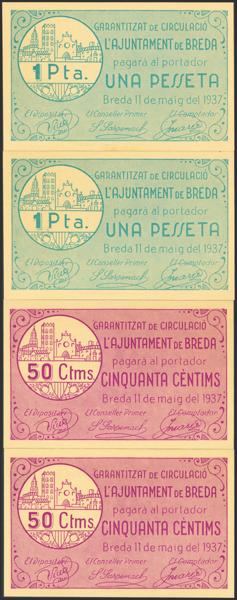 GARANTITZAT DE CIRCULACIÓ
L'AJUNTAMENT DE BREDA
pagarà al portador
1 Pta.
UNA PESSETA
Breda 11 de maig del 1937
El Dipositari El Conseller Primer El Comptador
GARANTITZAT DE CIRCULACIÓ
L'AJUNTAMENT DE BREDA
pagarà al portador
1 Pta.
UNA PESSETA
Breda 11 de maig del 1937
El Dipositari El Conseller Primer El Comptador
GARANTITZAT DE CIRCULACIÓ
L'AJUNTAMENT DE BREDA
pagarà al portador
50 Ctms.
CINQUANTA CÈNTIMS
Breda 11 de maig del 1937
El Dipositari El Conseller Primer El Comptador
GARANTITZAT DE CIRCULACIÓ
L'AJUNTAMENT DE BREDA
pagarà al portador
50 Ctms.
CINQUANTA CÈNTIMS
Breda 11 de maig del 1937
El Dipositari El Conseller Primer El Comptador